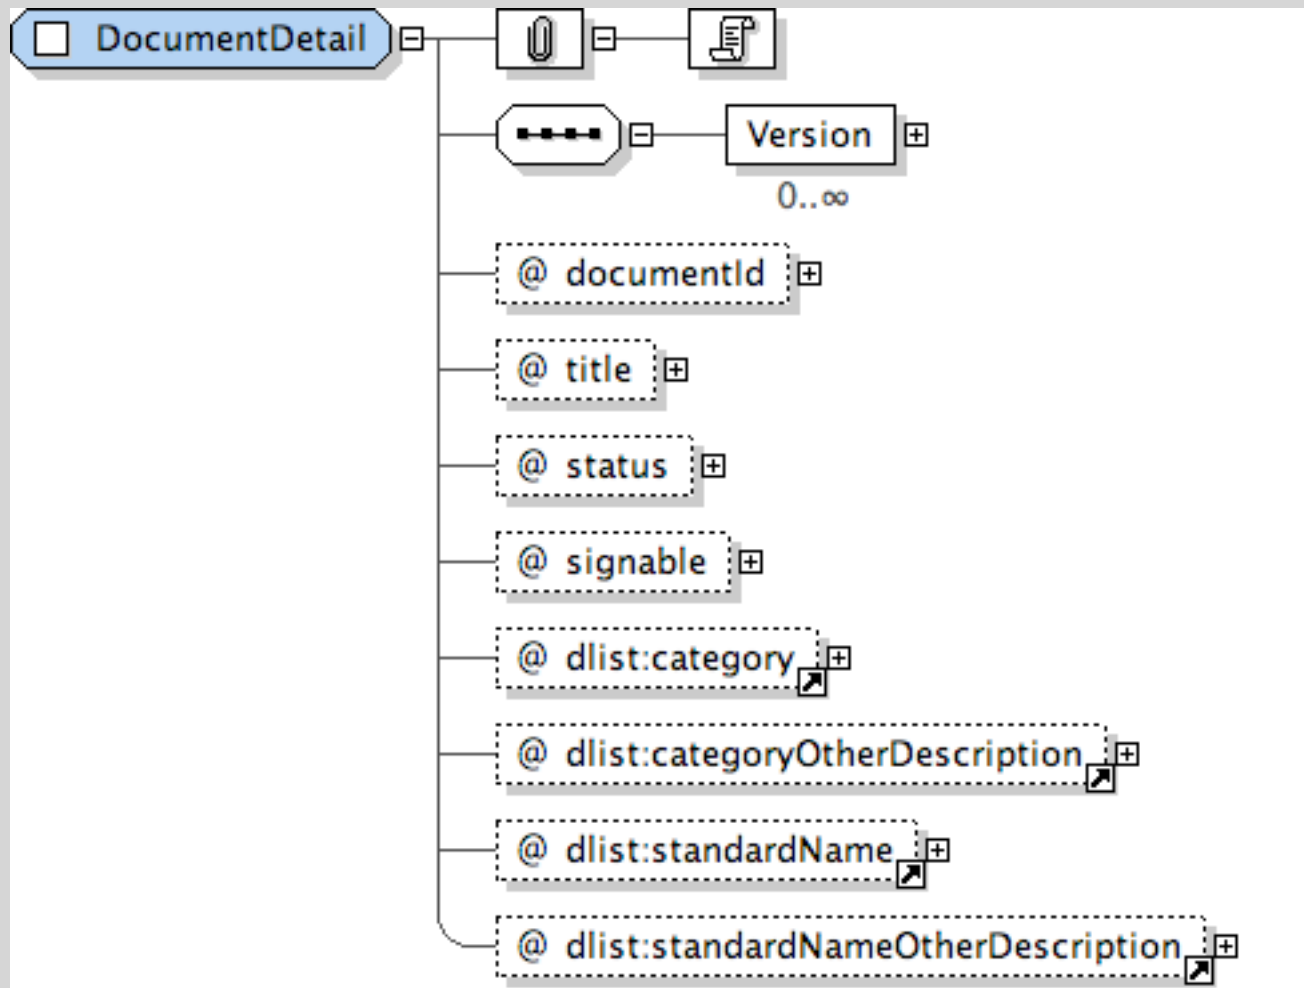 DocumentDetail
Version
0..∞
@ documentId
@ title
@ status
@ signable
@ dlist:category
@ dlist:categoryOtherDescription
@ dlist:standardName
@ dlist:standardNameOtherDescription